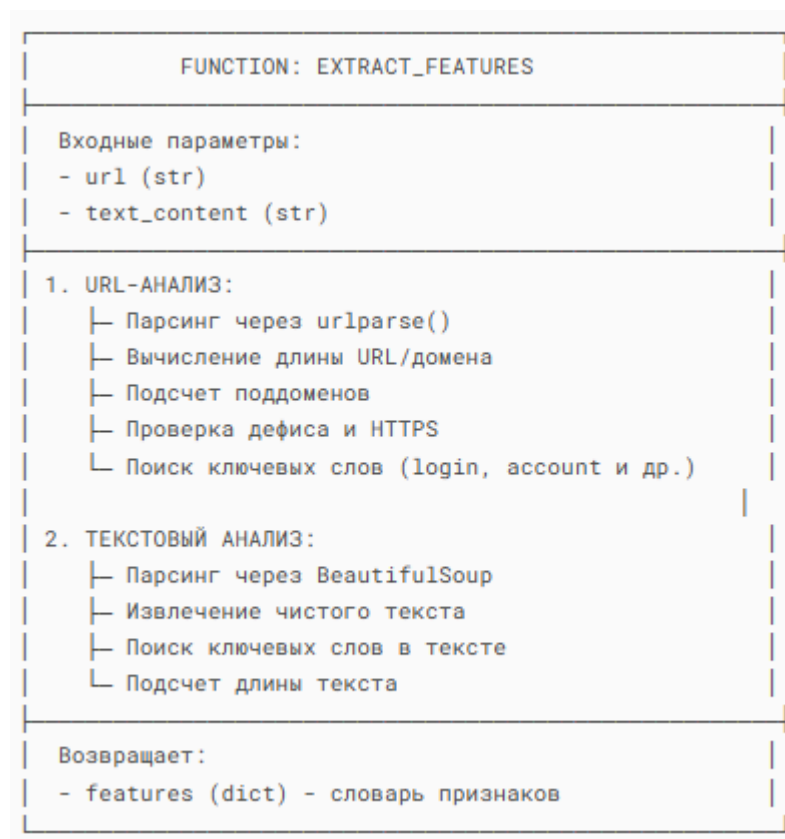 FUNCTION: EXTRACT_FEATURES
Входные параметры:
- url (str)
- text_content (str)
1. URL-АНАЛИЗ:
├─ Парсинг через urlparse()
├─ Вычисление длины URL/домена
├─ Подсчет поддоменов
├─ Проверка дефиса и HTTPS
└─ Поиск ключевых слов (login, account и др.)
2. ТЕКСТОВЫЙ АНАЛИЗ:
├─ Парсинг через BeautifulSoup
├─ Извлечение чистого текста
├─ Поиск ключевых слов в тексте
└─ Подсчет длины текста
Возвращает:
- features (dict) - словарь признаков